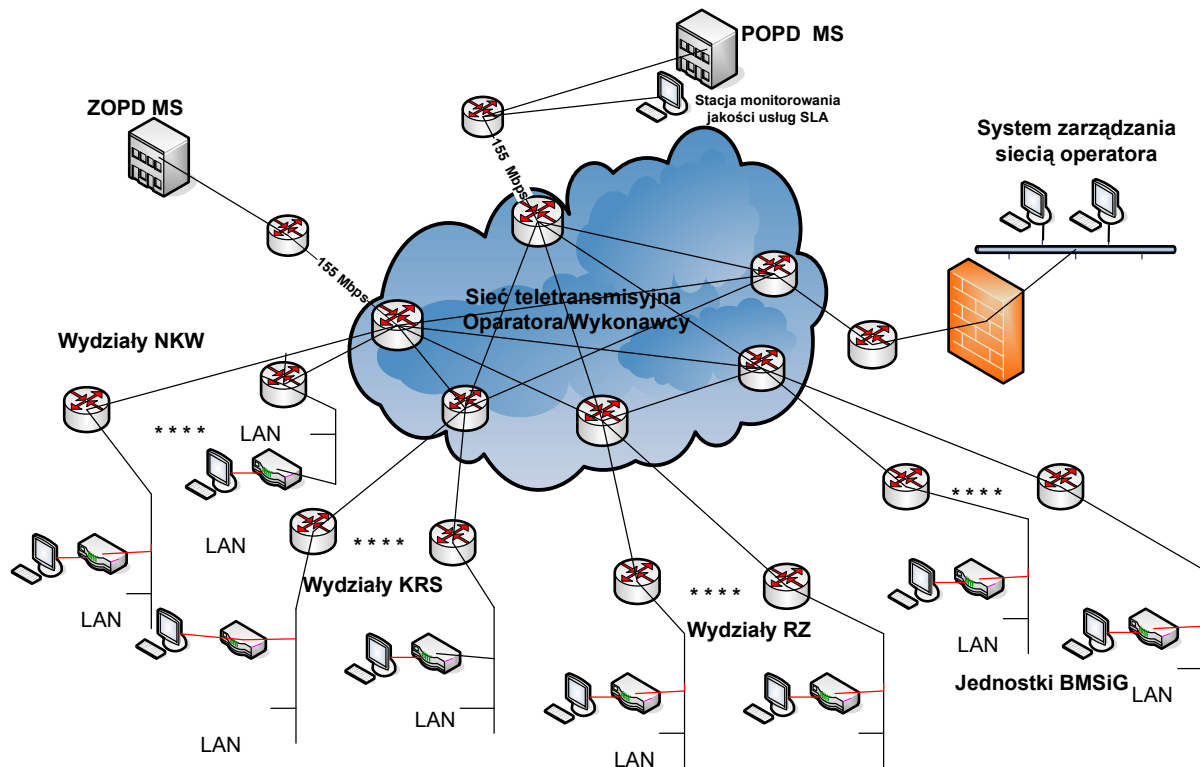 POPD MS
Stacja monitorowania
jakości usług SLA
ZOPD MS
System zarządzania
siecią operatora
155 Mbps
155 Mbps
Sieć teletransmisyjna
Oparatora/Wykonawcy
Wydziały NKW
* * * *
LAN
* * * *
LAN
* * * *
Wydziały KRS
* * * *
Wydziały RZ
LAN
LAN
Jednostki BMSiG
LAN
LAN
LAN
LAN
LAN